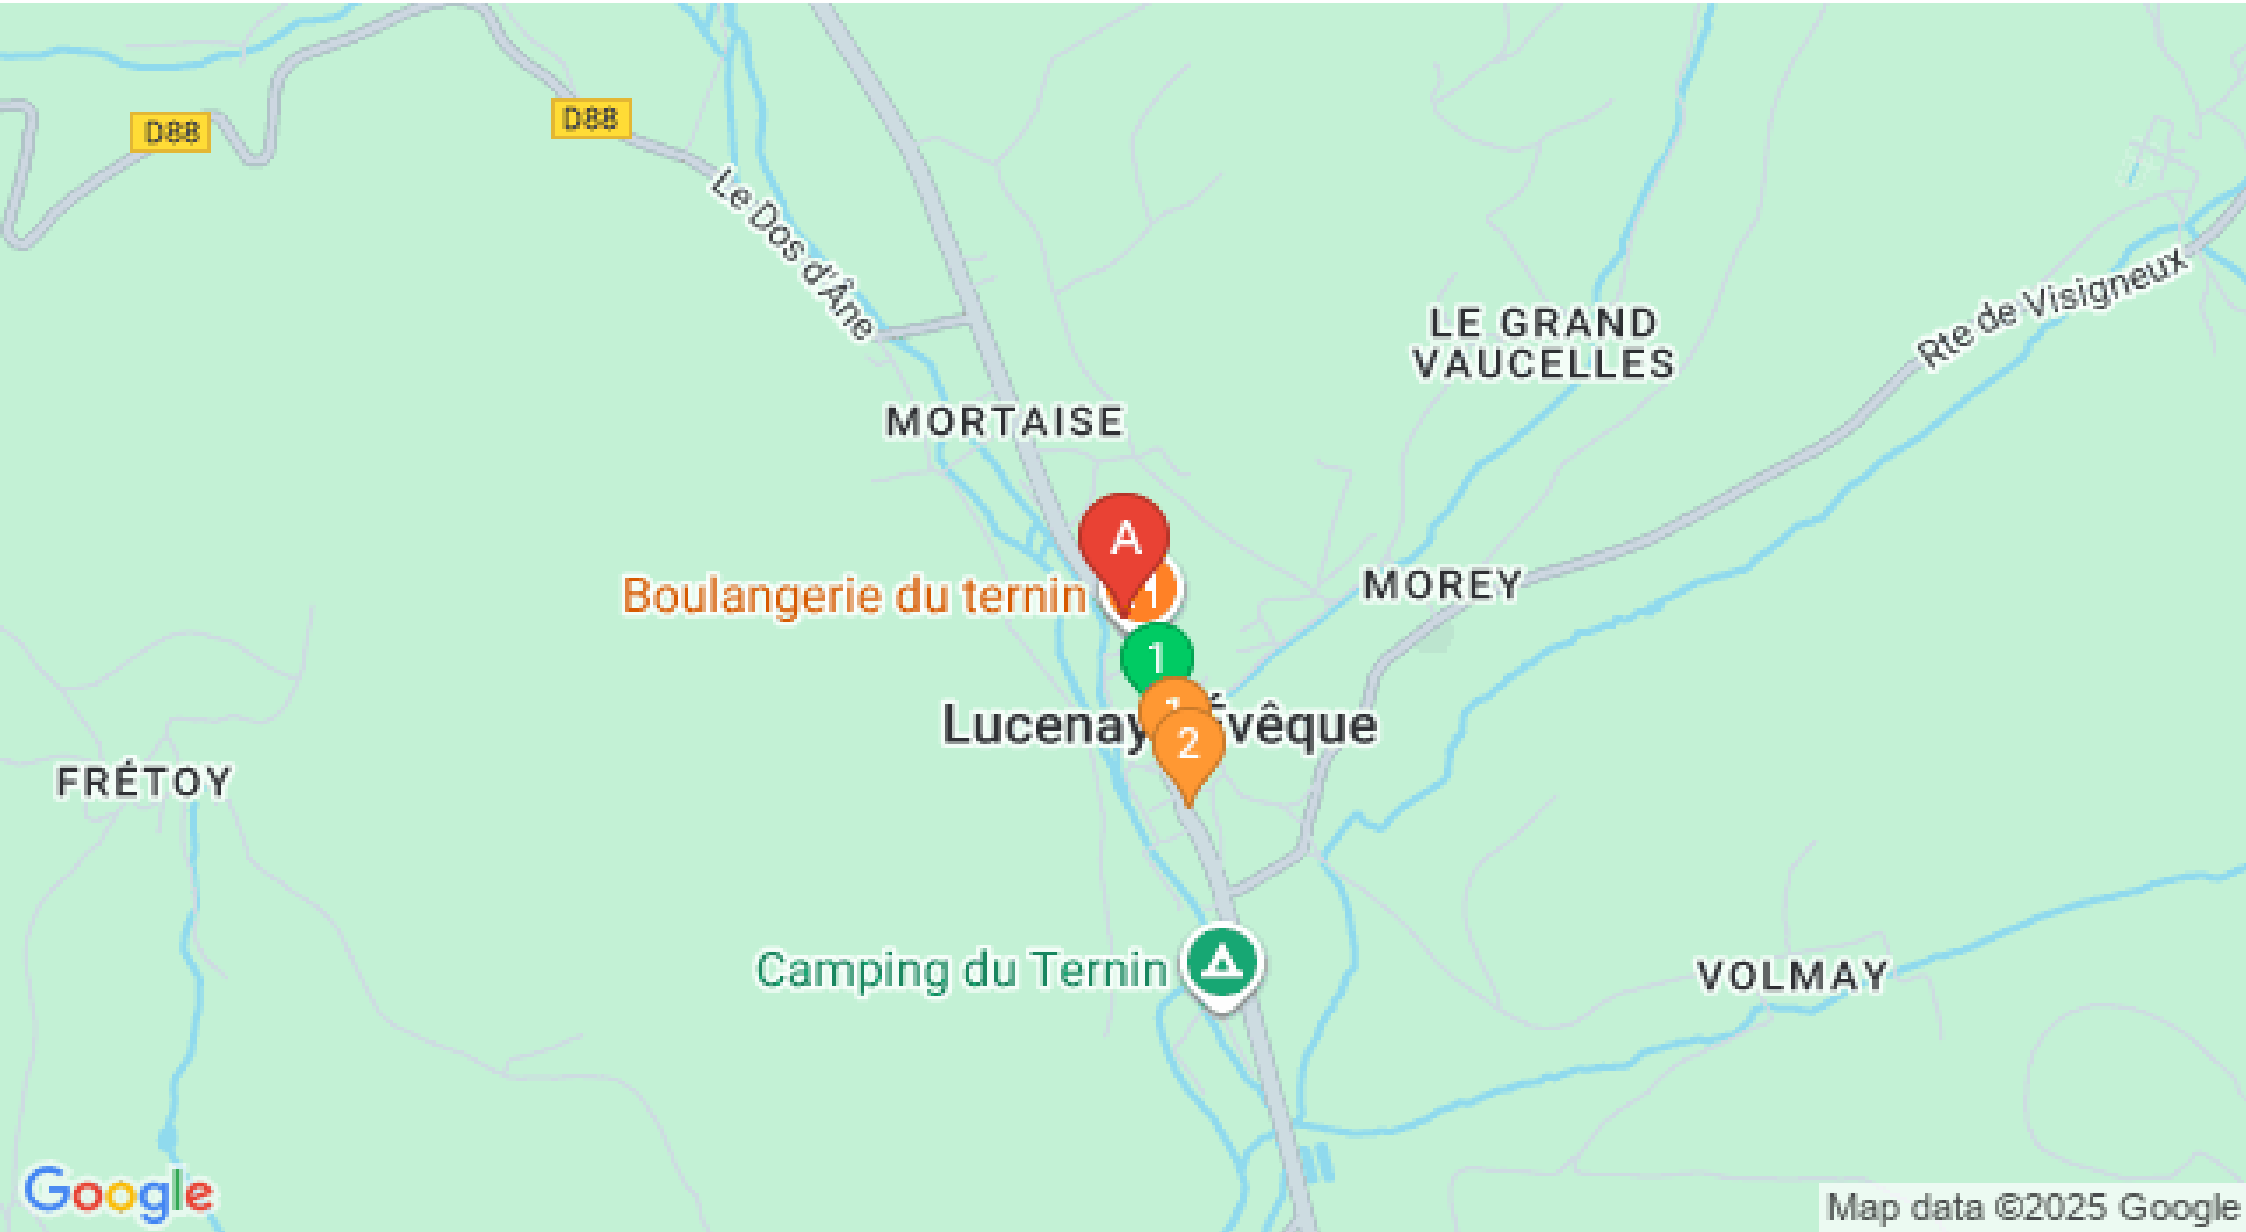 D88
D88
Le Dos d'Âne
Rte de Visigneux
LE GRAND
VAUCELLES
MORTAISE
A
Boulangerie du ternin
MOREY
1
1
Lucenay Évêque
2
FRÉTOY
Camping du Ternin
VOLMAY
Google
Map data ©2025 Google